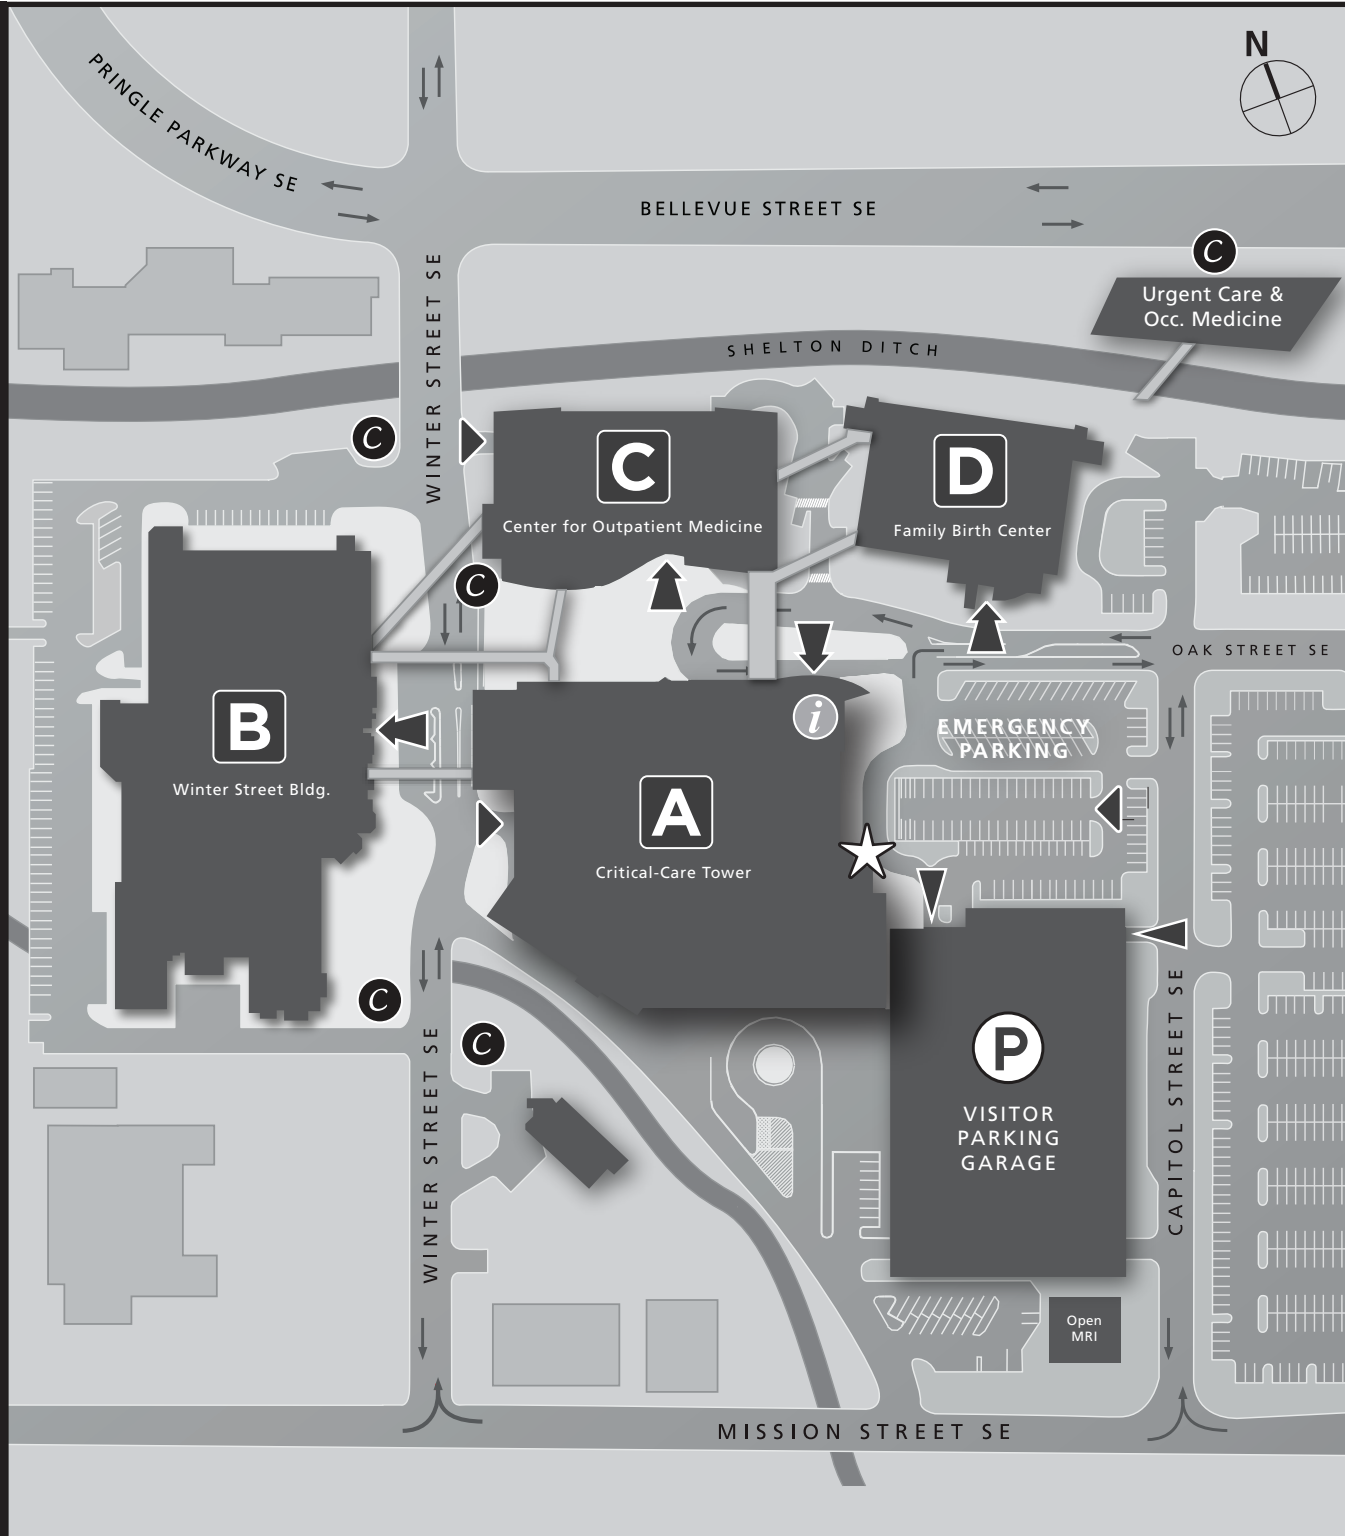 N
PRINGLE PARKWAY SE
BELLEVUE STREET SE
C
Urgent Care &
Occ. Medicine
WINTER STREET SE
SHELTON DITCH
C
C
Center for Outpatient Medicine
D
Family Birth Center
C
OAK STREET SE
B
Winter Street Bldg.
i
EMERGENCY
PARKING
A
Critical-Care Tower
C
C
WINTER STREET SE
P
VISITOR
PARKING
GARAGE
CAPITOL STREET SE
Open
MRI
MISSION STREET SE